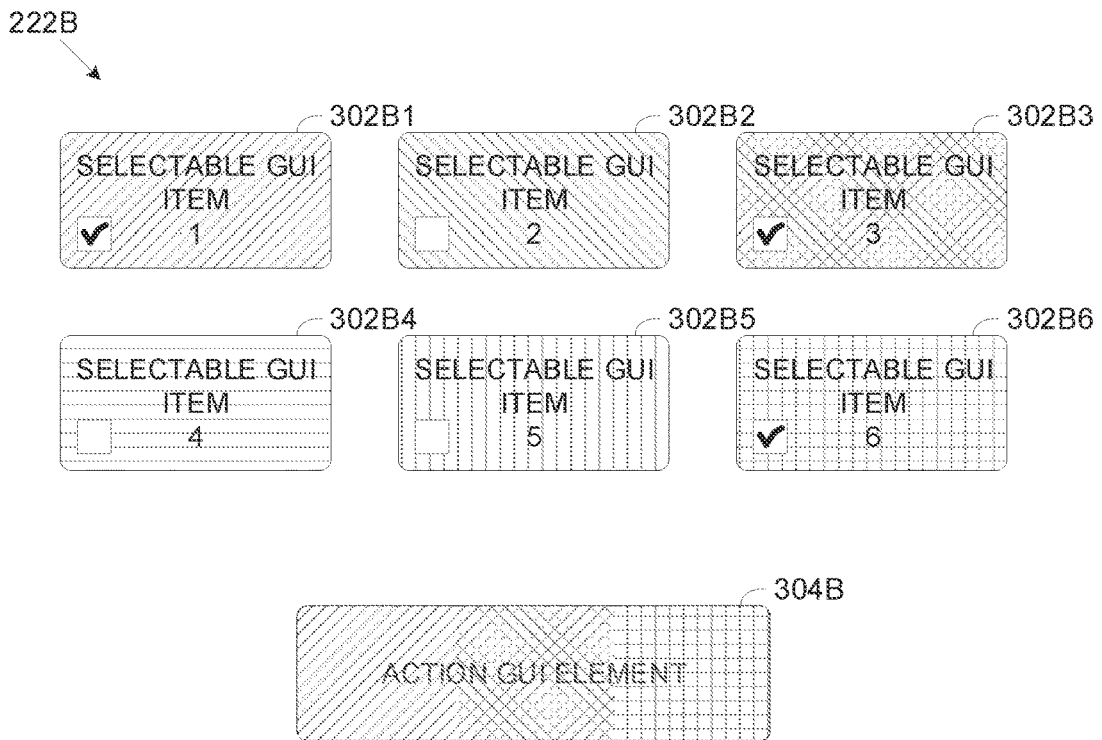 222B
302B1
302B2
302B3
SELECTABLE GUI
ITEM
1
SELECTABLE GUI
ITEM
2
SELECTABLE GUI
ITEM
3
302B4
302B5
302B6
SELECTABLE GUI
ITEM
4
SELECTABLE GUI
ITEM
5
SELECTABLE GUI
ITEM
6
304B
ACTION GUI ELEMENT